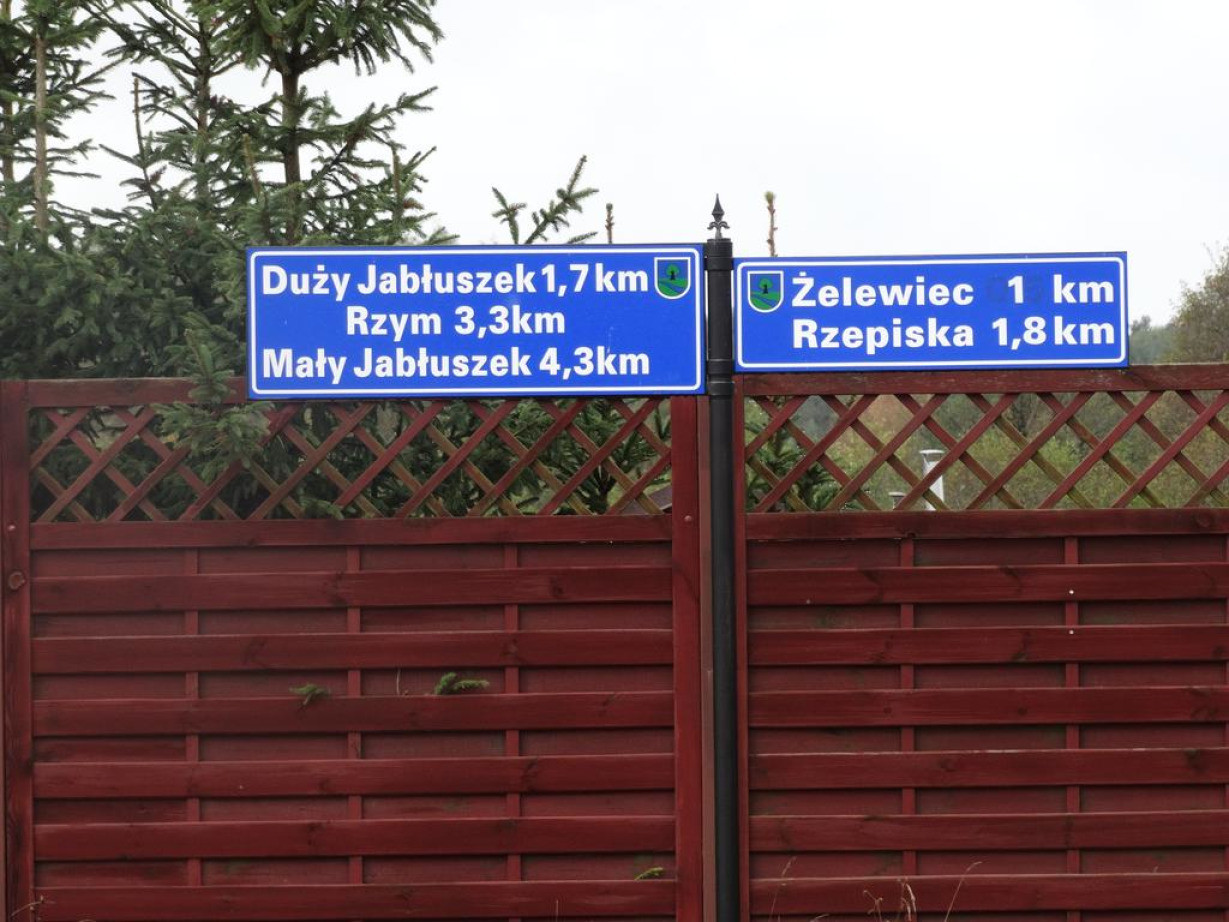 Duży Jabłuszek 1,7 km
Rzym 3,3km
Mały Jabłuszek 4,3km
Żelewiec 1 km
Rzepiska 1,8 km